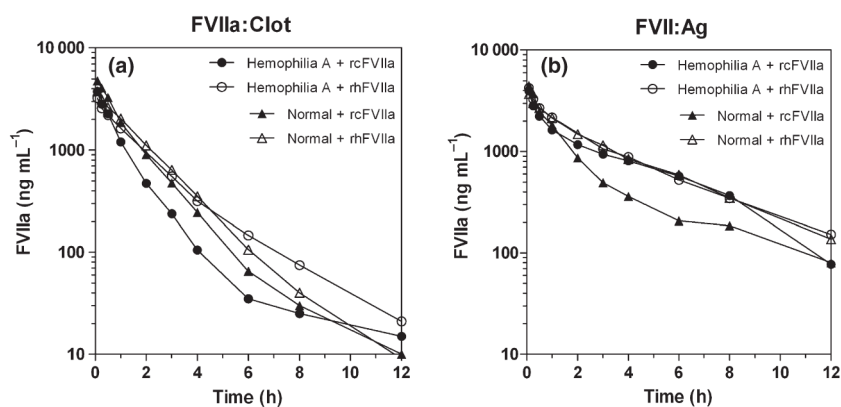 FVIIa:Clot
(a)
Hemophilia A + rcFVIIa
Hemophilia A + rhFVIIa
Normal + rcFVIIa
Normal + rhFVIIa
10 000
1000
100
10
FVIIa (ng mL⁻¹)
0 2 4 6 8 10 12
Time (h)
FVII:Ag
(b)
Hemophilia A + rcFVIIa
Hemophilia A + rhFVIIa
Normal + rcFVIIa
Normal + rhFVIIa
10 000
1000
100
10
FVIIa (ng mL⁻¹)
0 2 4 6 8 10 12
Time (h)